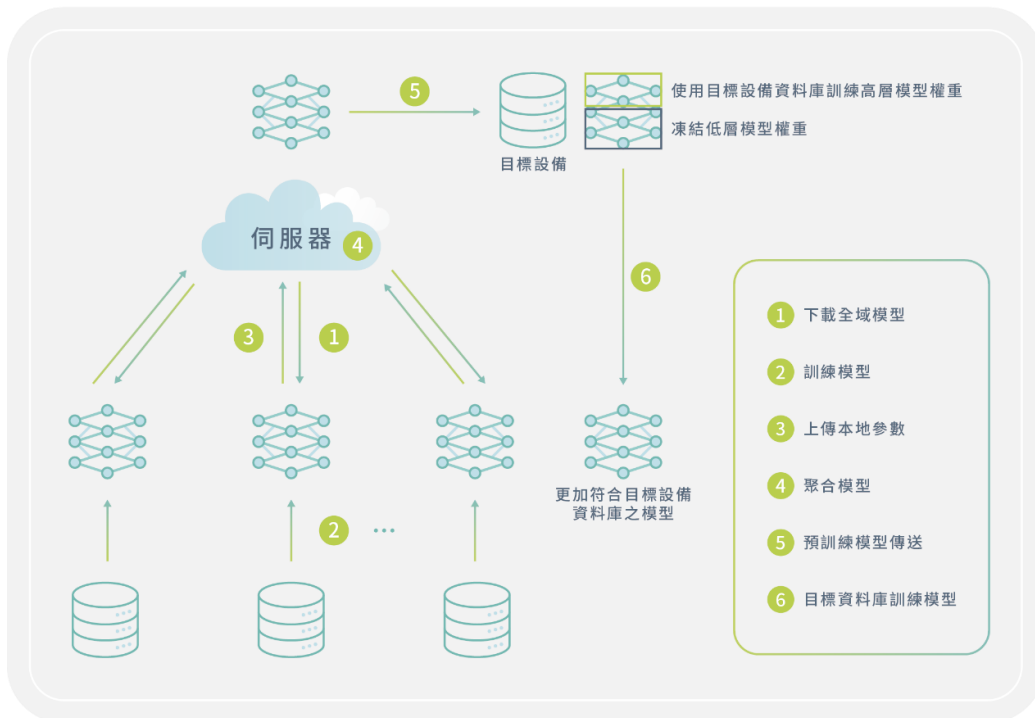 5
使用目標設備資料庫訓練高層模型權重
凍結低層模型權重
目標設備
伺服器
4
6
3
1
更加符合目標設備
資料庫之模型
2
...
1 下載全域模型
2 訓練模型
3 上傳本地參數
4 聚合模型
5 預訓練模型傳送
6 目標資料庫訓練模型